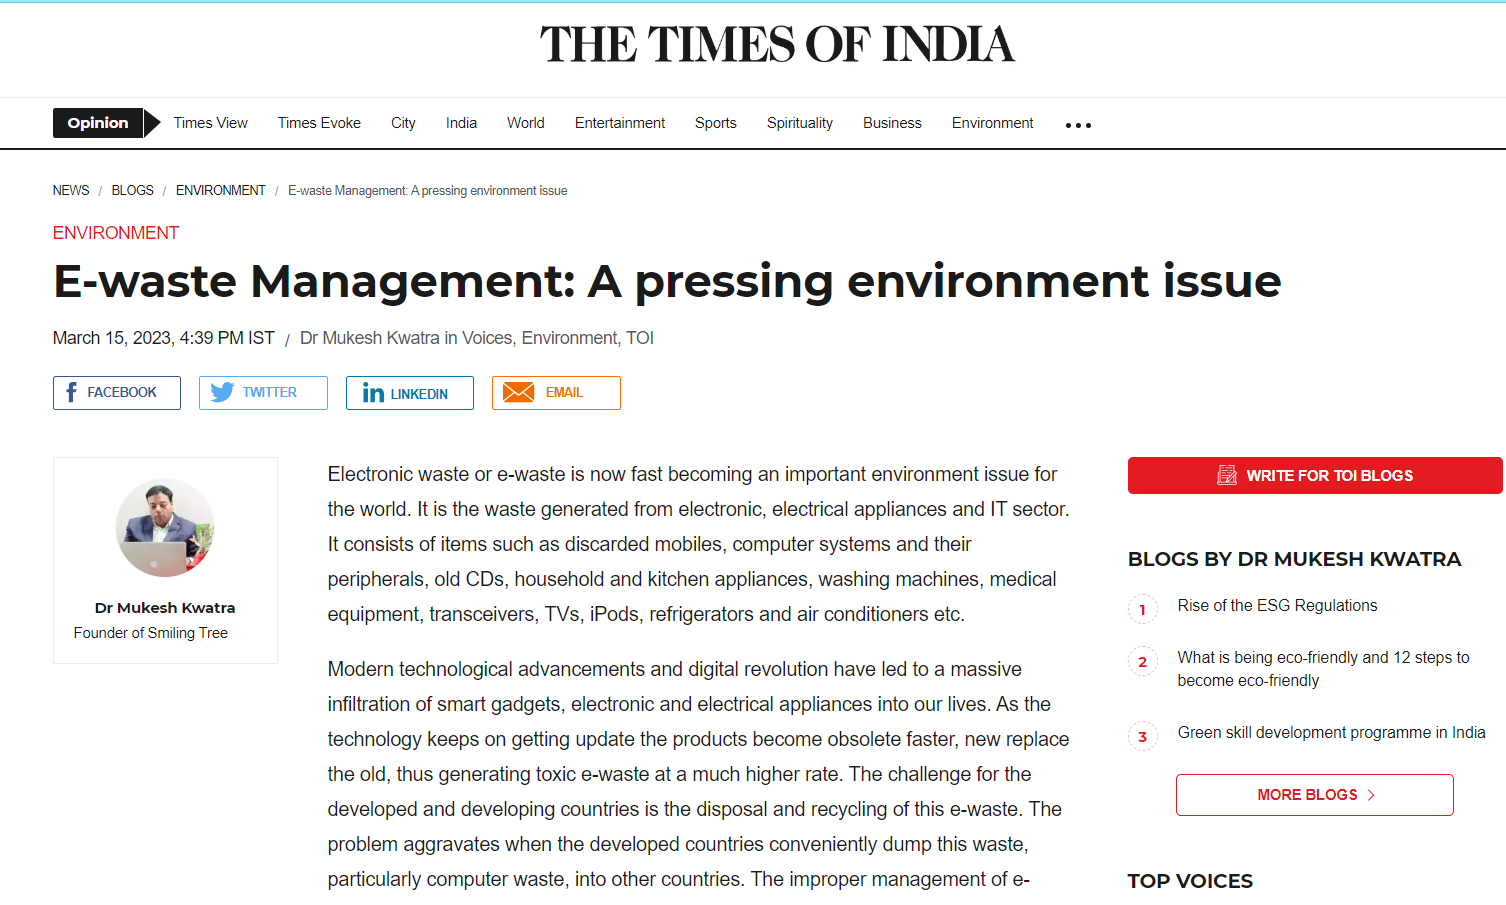 THE TIMES OF INDIA
Opinion Times View Times Evoke City India World Entertainment Sports Spirituality Business Environment
NEWS / BLOGS / ENVIRONMENT / E-waste Management: A pressing environment issue
ENVIRONMENT
E-waste Management: A pressing environment issue
March 15, 2023, 4:39 PM IST / Dr Mukesh Kwatra in Voices, Environment, TOI
FACEBOOK TWITTER LINKEDIN EMAIL
Dr Mukesh Kwatra
Founder of Smiling Tree
Electronic waste or e-waste is now fast becoming an important environment issue for
the world. It is the waste generated from electronic, electrical appliances and IT sector.
It consists of items such as discarded mobiles, computer systems and their
peripherals, old CDs, household and kitchen appliances, washing machines, medical
equipment, transceivers, TVs, iPods, refrigerators and air conditioners etc.
Modern technological advancements and digital revolution have led to a massive
infiltration of smart gadgets, electronic and electrical appliances into our lives. As the
technology keeps on getting update the products become obsolete faster, new replace
the old, thus generating toxic e-waste at a much higher rate. The challenge for the
developed and developing countries is the disposal and recycling of this e-waste. The
problem aggravates when the developed countries conveniently dump this waste,
particularly computer waste, into other countries. The improper management of e-
WRITE FOR TOI BLOGS
BLOGS BY DR MUKESH KWATRA
1 Rise of the ESG Regulations
2 What is being eco-friendly and 12 steps to
become eco-friendly
3 Green skill development programme in India
MORE BLOGS
TOP VOICES